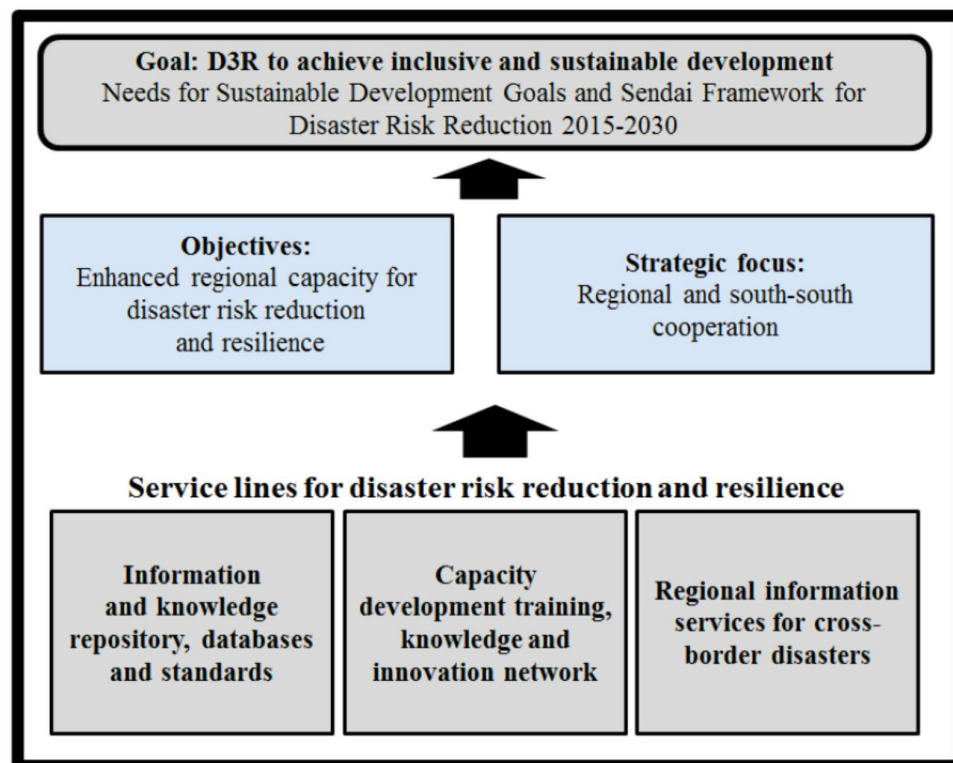 Goal: D3R to achieve inclusive and sustainable development
Needs for Sustainable Development Goals and Sendai Framework for
Disaster Risk Reduction 2015-2030
Objectives:
Enhanced regional capacity for
disaster risk reduction
and resilience
Strategic focus:
Regional and south-south
cooperation
Service lines for disaster risk reduction and resilience
Information
and knowledge
repository, databases
and standards
Capacity
development training,
knowledge and
innovation network
Regional information
services for cross-
border disasters